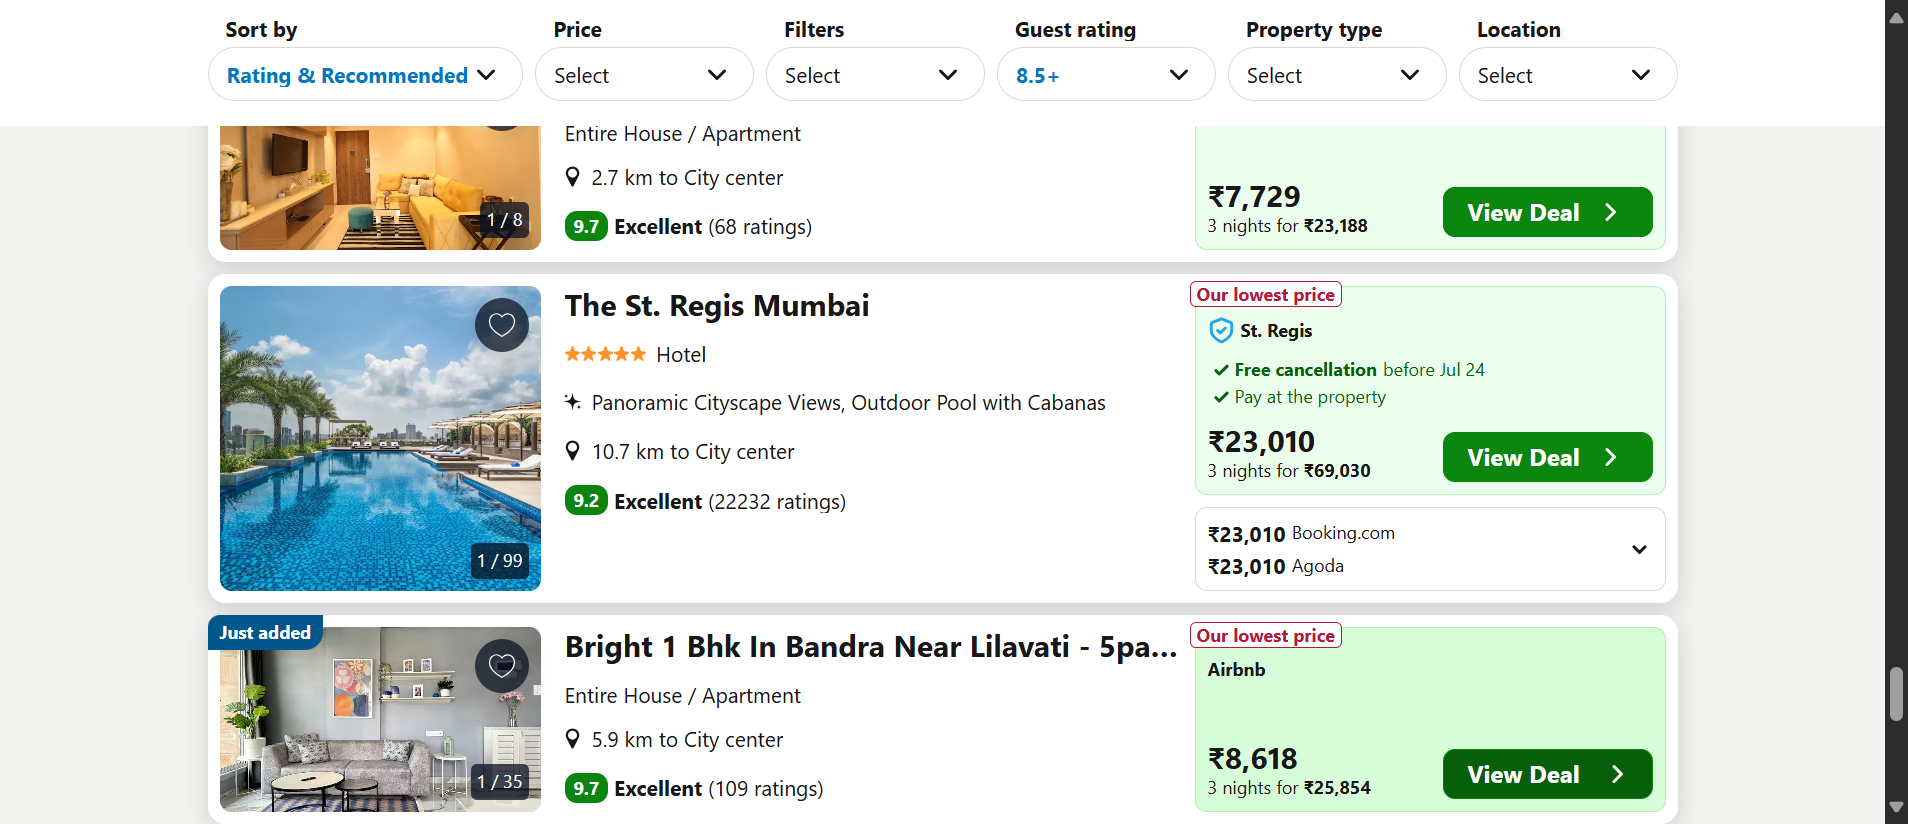 Sort by
Price
Filters
Guest rating
Property type
Location
Rating & Recommended
Select
Select
8.5+
Select
Select
1 / 8
Entire House / Apartment
2.7 km to City center
9.7 Excellent (68 ratings)
₹7,729
3 nights for ₹23,188
View Deal
1 / 99
The St. Regis Mumbai
Hotel
Panoramic Cityscape Views, Outdoor Pool with Cabanas
10.7 km to City center
9.2 Excellent (22232 ratings)
Our lowest price
St. Regis
Free cancellation before Jul 24
Pay at the property
₹23,010
3 nights for ₹69,030
View Deal
₹23,010 Booking.com
₹23,010 Agoda
Just added
1 / 35
Bright 1 Bhk In Bandra Near Lilavati - 5pa...
Entire House / Apartment
5.9 km to City center
9.7 Excellent (109 ratings)
Our lowest price
Airbnb
₹8,618
3 nights for ₹25,854
View Deal